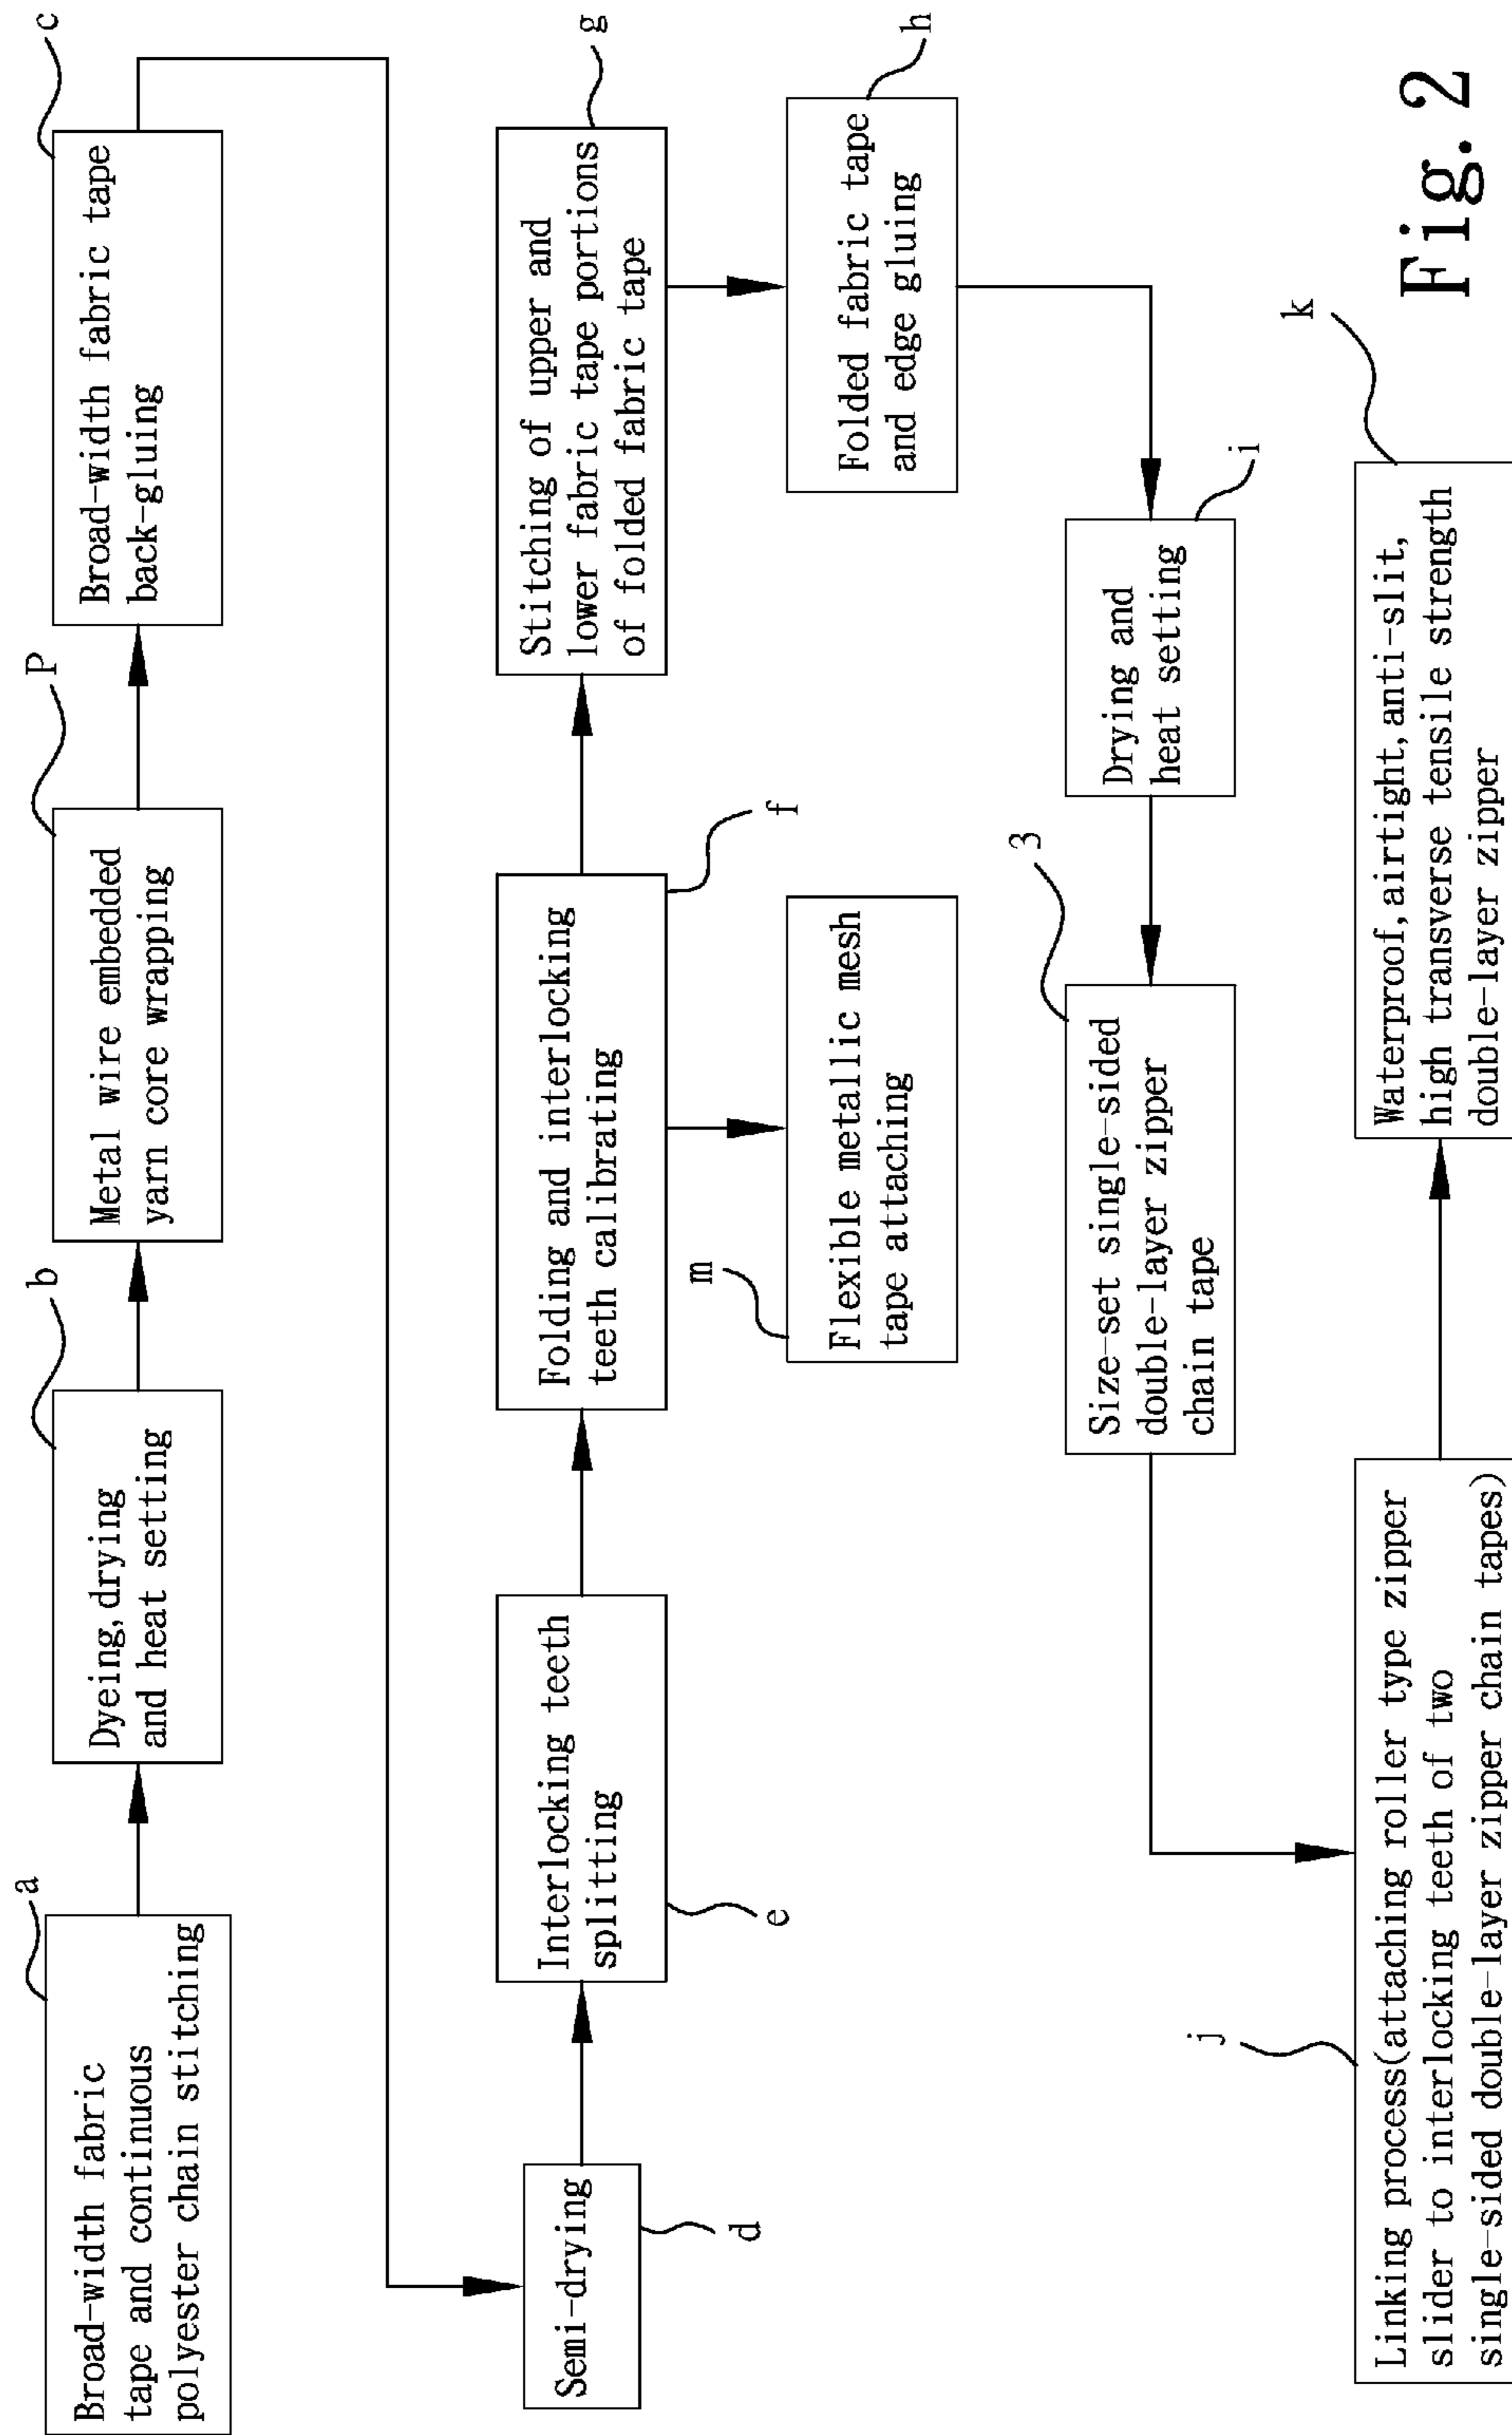 a
Broad-width fabric
tape and continuous
polyester chain stitching
b
Dyeing, drying
and heat setting
P
Metal wire embedded
yarn core wrapping
c
Broad-width fabric tape
back-gluing
Semi-drying
d
Interlocking teeth
splitting
e
Folding and interlocking
teeth calibrating
f
m
Flexible metallic mesh
tape attaching
g
Stitching of upper and
lower fabric tape portions
of folded fabric tape
h
Folded fabric tape
and edge gluing
Drying and
heat setting
i
3
Size-set single-sided
double-layer zipper
chain tape
j
Linking process(attaching roller type zipper
slider to interlocking teeth of two
single-sided double-layer zipper chain tapes)
k
Waterproof, airtight, anti-slit,
high transverse tensile strength
double-layer zipper
Fig. 2